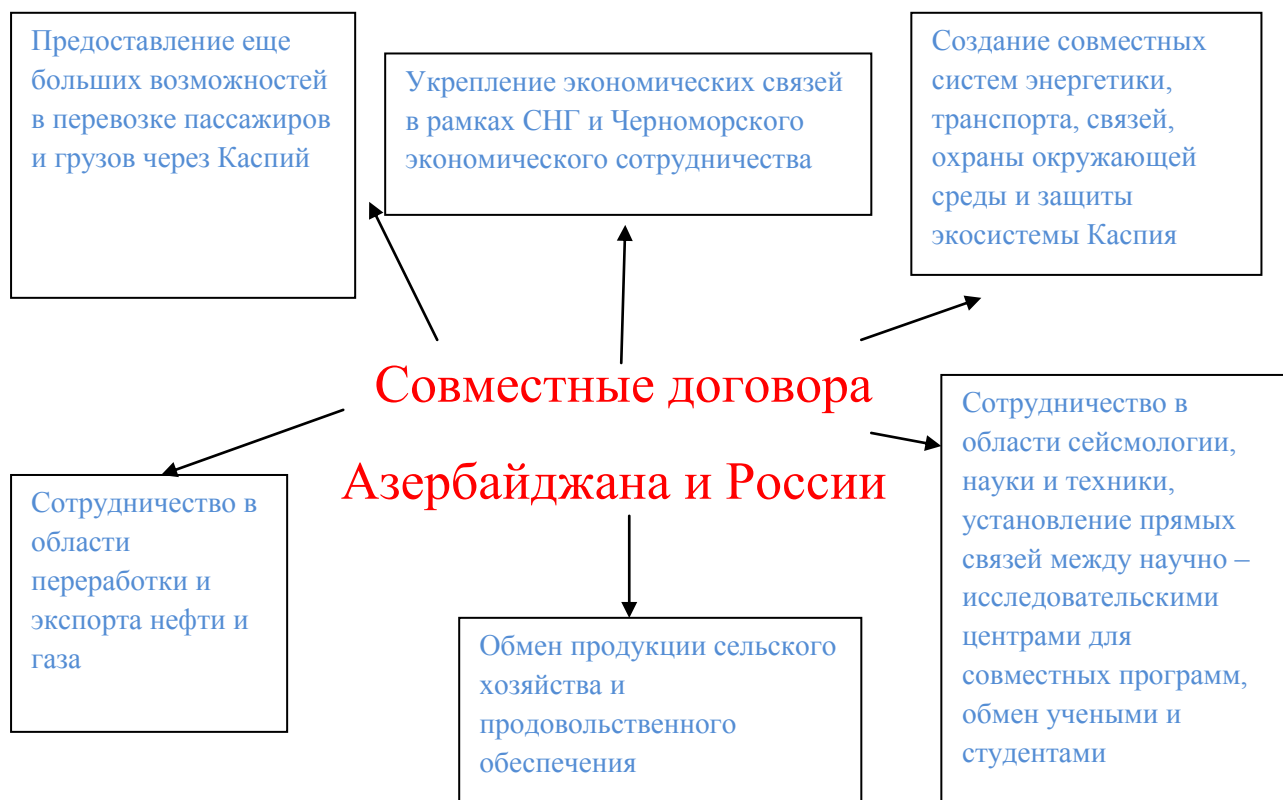 Предоставление еще
больших возможностей
в перевозке пассажиров
и грузов через Каспий
Укрепление экономических связей
в рамках СНГ и Черноморского
экономического сотрудничества
Создание совместных
систем энергетики,
транспорта, связей,
охраны окружающей
среды и защиты
экосистемы Каспия
Совместные договора
Азербайджана и России
Сотрудничество в
области
переработки и
экспорта нефти и
газа
Обмен продукции сельского
хозяйства и
продовольственного
обеспечения
Сотрудничество в
области сейсмологии,
науки и техники,
установление прямых
связей между научно –
исследовательскими
центрами для
совместных программ,
обмен учеными и
студентами